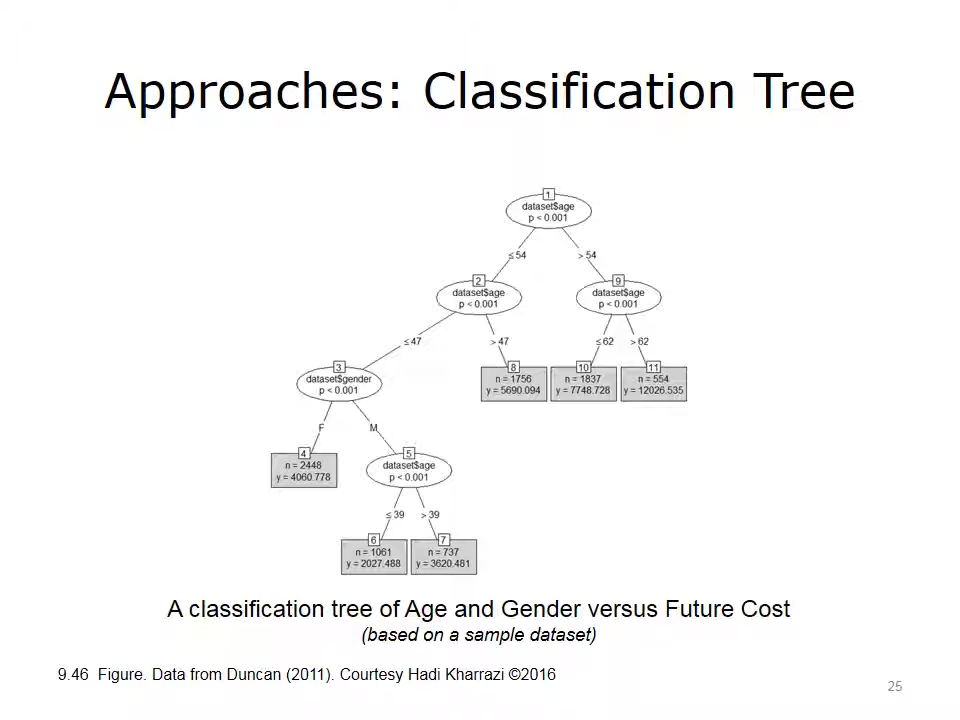 Approaches: Classification Tree
1
dataset$age
p < 0.001
≤ 54
> 54
2
dataset$age
p < 0.001
9
dataset$age
p < 0.001
≤ 47
> 47
≤ 62
> 62
3
dataset$gender
p < 0.001
8
n = 1756
y = 5690.094
10
n = 1837
y = 7748.728
11
n = 554
y = 12026.535
F
M
4
n = 2448
y = 4060.778
5
dataset$age
p < 0.001
≤ 39
> 39
6
n = 1061
y = 2027.488
7
n = 737
y = 3620.481
A classification tree of Age and Gender versus Future Cost
(based on a sample dataset)
9.46 Figure. Data from Duncan (2011). Courtesy Hadi Kharrazi ©2016
25